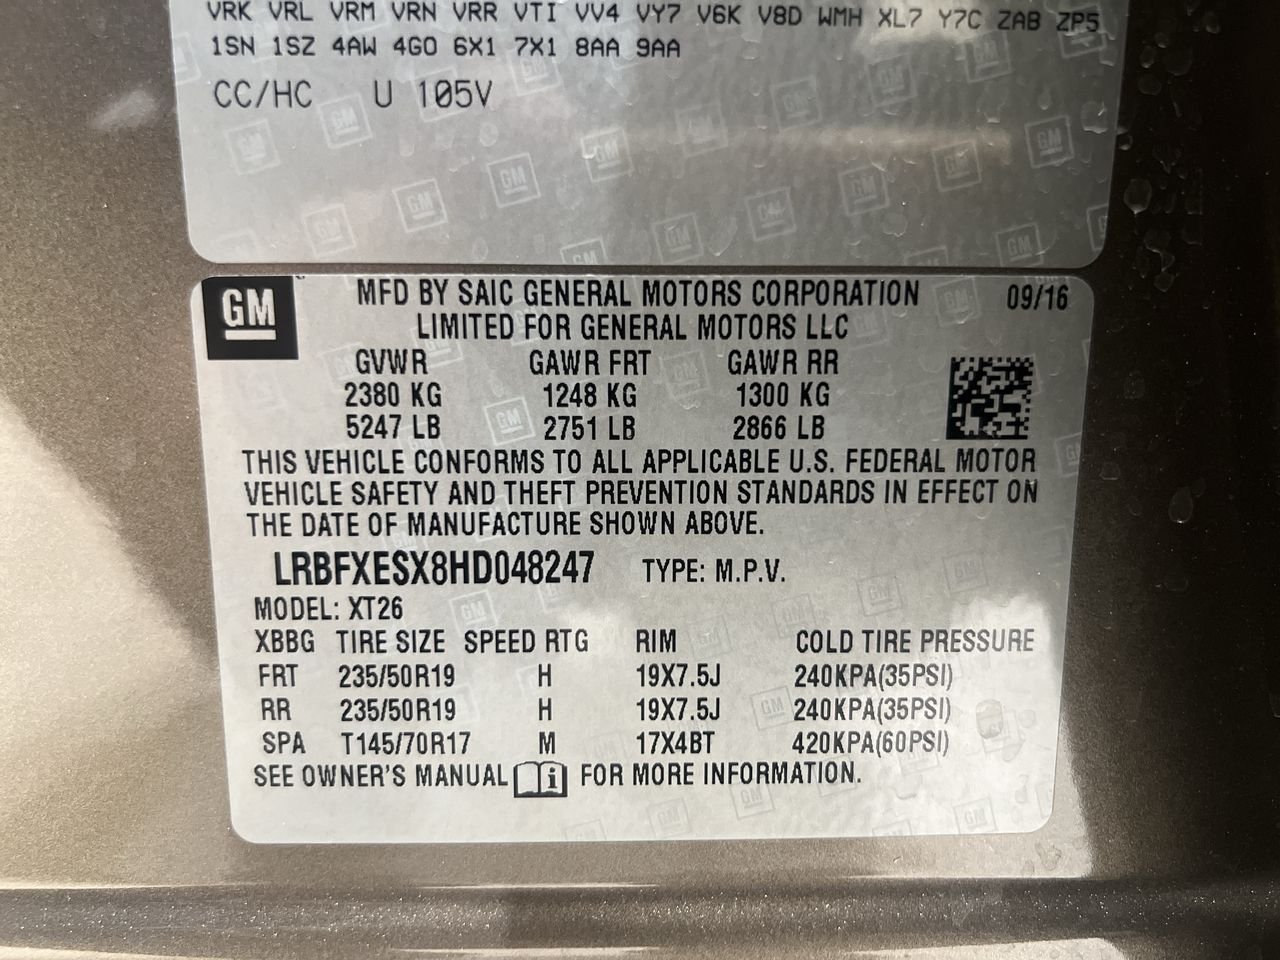 VRK VRL VRM VRN VRR VTI VV4 VY7 V6K V8D WMH XL7 Y7C ZAB ZP5
1SN 1SZ 4AW 4G0 6X1 7X1 8AA 9AA
CC/HC U 105V
GM
MFD BY SAIC GENERAL MOTORS CORPORATION 09/16
LIMITED FOR GENERAL MOTORS LLC
GVWR GAWR FRT GAWR RR
2380 KG 1248 KG 1300 KG
5247 LB 2751 LB 2866 LB
THIS VEHICLE CONFORMS TO ALL APPLICABLE U.S. FEDERAL MOTOR
VEHICLE SAFETY AND THEFT PREVENTION STANDARDS IN EFFECT ON
THE DATE OF MANUFACTURE SHOWN ABOVE.
LRBFXESX8HD048247 TYPE: M.P.V.
MODEL: XT26
XBBG TIRE SIZE SPEED RTG RIM COLD TIRE PRESSURE
FRT 235/50R19 H 19X7.5J 240KPA(35PSI)
RR 235/50R19 H 19X7.5J 240KPA(35PSI)
SPA T145/70R17 M 17X4BT 420KPA(60PSI)
SEE OWNER'S MANUAL i FOR MORE INFORMATION.